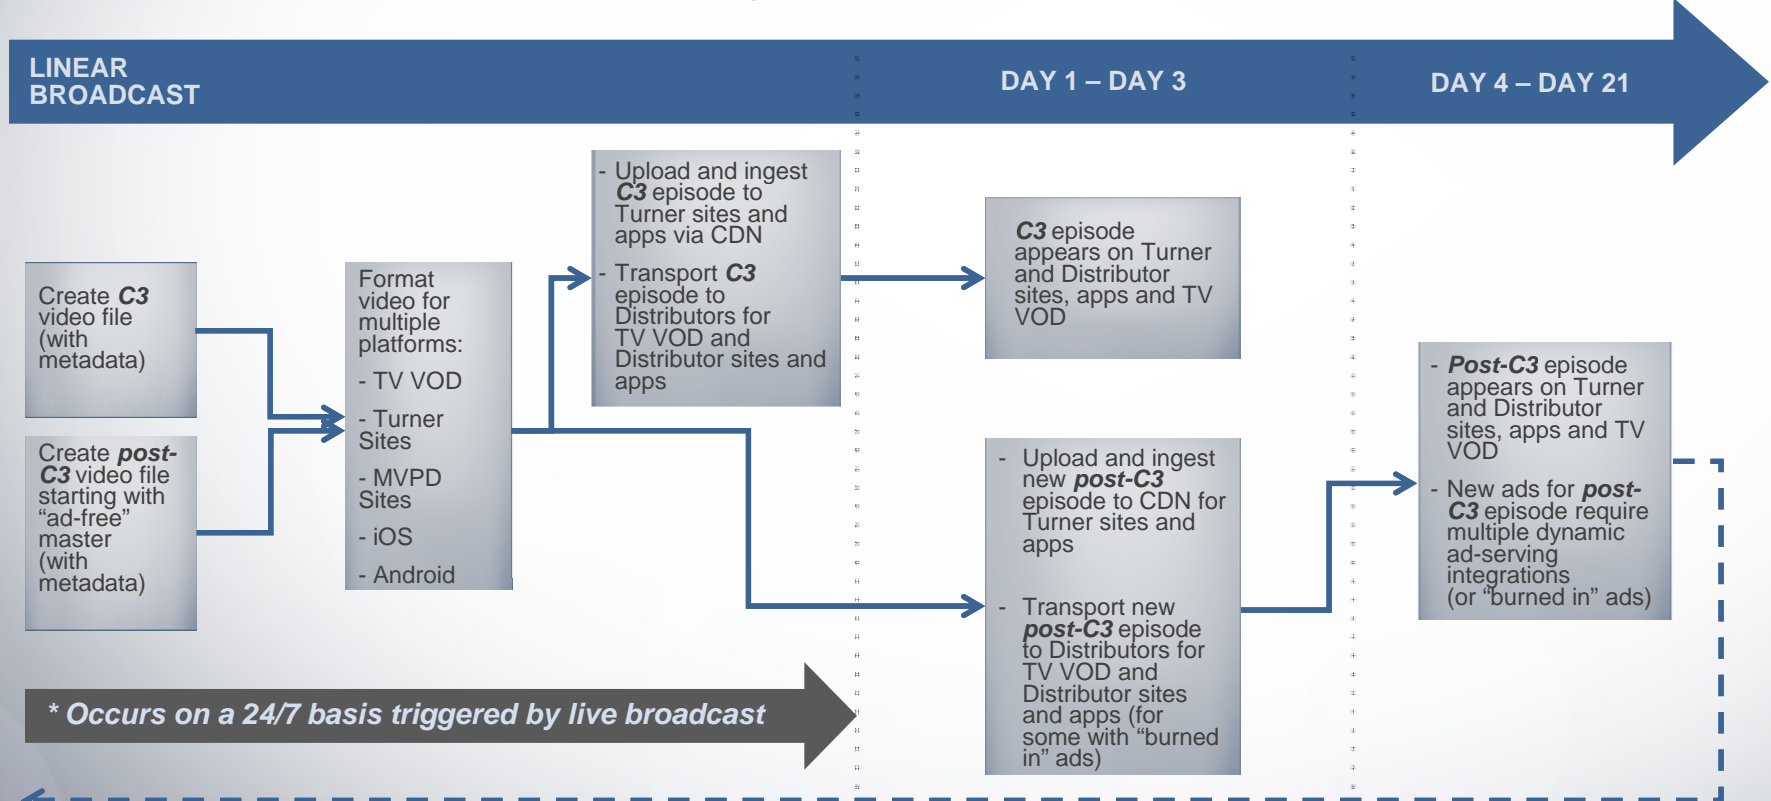 LINEAR
BROADCAST
DAY 1 – DAY 3
DAY 4 – DAY 21
Create C3
video file
(with
metadata)
Create post-
C3 video file
starting with
“ad-free”
master
(with
metadata)
Format
video for
multiple
platforms:
- TV VOD
- Turner
Sites
- MVPD
Sites
- iOS
- Android
- Upload and ingest
C3 episode to
Turner sites and
apps via CDN
- Transport C3
episode to
Distributors for
TV VOD and
Distributor sites and
apps
C3 episode
appears on Turner
and Distributor
sites, apps and TV
VOD
- Upload and ingest
new post-C3
episode to CDN for
Turner sites and
apps
- Transport new
post-C3 episode
to Distributors for
TV VOD and
Distributor sites
and apps (for
some with “burned
in” ads)
- Post-C3 episode
appears on Turner
and Distributor
sites, apps and TV
VOD
- New ads for post-
C3 episode require
multiple dynamic
ad-serving
integrations
(or “burned in” ads)
* Occurs on a 24/7 basis triggered by live broadcast